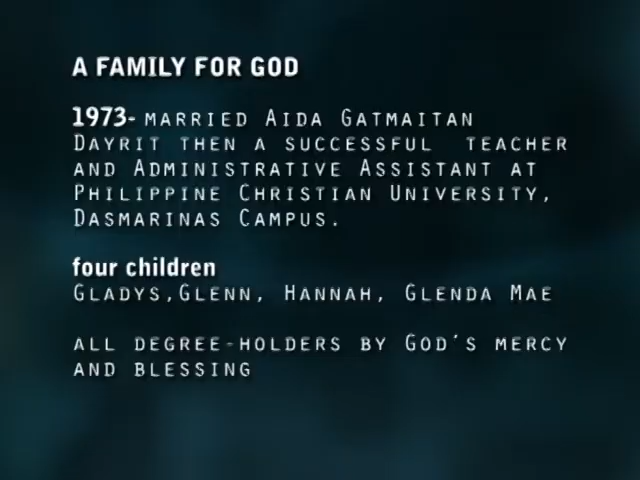 A FAMILY FOR GOD
1973- MARRIED AIDA GATMAITAN
DAYRIT THEN A SUCCESSFUL TEACHER
AND ADMINISTRATIVE ASSISTANT AT
PHILIPPINE CHRISTIAN UNIVERSITY,
DASMARINAS CAMPUS.
four children
GLADYS,GLENN, HANNAH, GLENDA MAE
ALL DEGREE-HOLDERS BY GOD'S MERCY
AND BLESSING